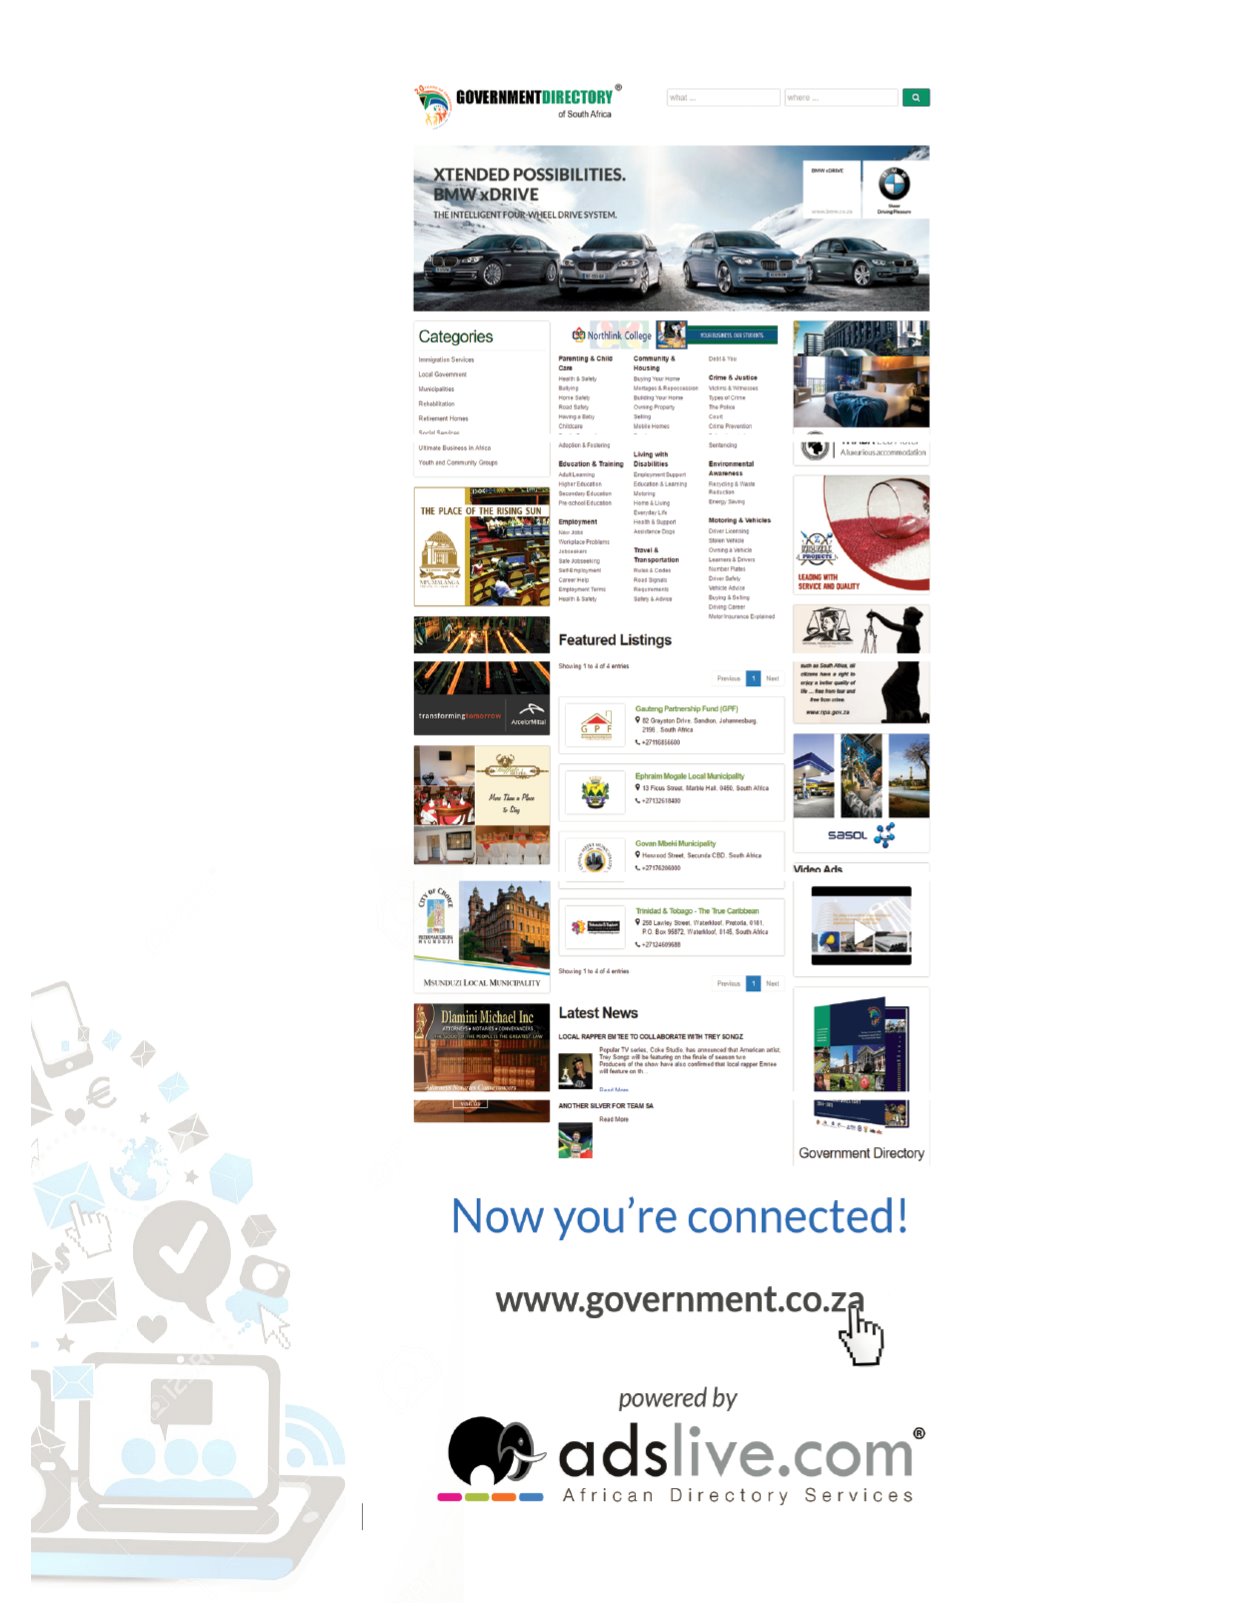 20
GOVERNMENTDIRECTORY®
of South Africa
what ...
where ...
XTENDED POSSIBILITIES.
BMW xDRIVE
THE INTELLIGENT FOUR-WHEEL DRIVE SYSTEM.
BMW xDRIVE
www.bmw.co.za
Sheer
Driving Pleasure
Categories
Immigration Services
Local Government
Municipalities
Rehabilitation
Retirement Homes
Social Services
Ultimate Business in Africa
Youth and Community Groups
THE PLACE OF THE RISING SUN
MPUMALANGA
transformingtomorrow
ArcelorMittal
More Than a Place
to Stay
CITY OF CHOICE
PIETERMARITZBURG
MSUNDUZI
MSUNDUZI LOCAL MUNICIPALITY
Dlamini Michael Inc
ATTORNEYS • NOTARIES • CONVEYANCERS
THE GOOD OF THE PEOPLE IS THE GREATEST LAW
Attorneys Notaries Conveyancers
Northlink College
YOUR BUSINESS. OUR STUDENTS.
Parenting & Child
Care
Health & Safety
Bullying
Home Safety
Road Safety
Having a Baby
Childcare
Adoption & Fostering
Education & Training
Adult Learning
Higher Education
Secondary Education
Pre-school Education
Employment
New Jobs
Workplace Problems
Jobseekers
Safe Jobseeking
Self-Employment
Career Help
Employment Terms
Health & Safety
Community &
Housing
Buying Your Home
Mortages & Repossession
Building Your Home
Owning Property
Selling
Mobile Homes
Living with
Disabilities
Employment Support
Education & Learning
Motoring
Home & Living
Everyday Life
Health & Support
Assistance Dogs
Travel &
Transportation
Rules & Codes
Road Signals
Requirements
Safety & Advice
Debt & You
Crime & Justice
Victims & Witnesses
Types of Crime
The Police
Court
Crime Prevention
Sentencing
Environmental
Awareness
Recycling & Waste
Reduction
Energy Saving
Motoring & Vehicles
Driver Licensing
Stolen Vehicle
Owning a Vehicle
Learners & Drivers
Number Plates
Driver Safety
Vehicle Advice
Buying & Selling
Driving Career
Motor Insurance Explained
Featured Listings
Showing 1 to 4 of 4 entries
Previous 1 Next
GPF
Gauteng Partnership Fund (GPF)
82 Grayston Drive, Sandton, Johannesburg,
2196, South Africa
+27116856600
Ephraim Mogale Local Municipality
13 Ficus Street, Marble Hall, 0450, South Africa
+27132618400
Govan Mbeki Municipality
Horwood Street, Secunda CBD, South Africa
+27176206000
Trinidad & Tobago - The True Caribbean
258 Lawley Street, Waterkloof, Pretoria, 0181,
P.O. Box 95872, Waterkloof, 0145, South Africa
+27124609688
Showing 1 to 4 of 4 entries
Previous 1 Next
Latest News
LOCAL RAPPER EMTEE TO COLLABORATE WITH TREY SONGZ
Popular TV series, Coke Studio, has announced that American artist,
Trey Songz will be featuring on the finale of season two.
Producers of the show have also confirmed that local rapper Emtee
will feature on th...
Read More
ANOTHER SILVER FOR TEAM SA
Read More
A luxurious accommodation
PROJECTS
LEADING WITH
SERVICE AND QUALITY
such as South Africa, all
citizens have a right to
enjoy a better quality of
life ... free from fear and
free from crime.
www.npa.gov.za
sasol
Video Ads
Government Directory
Now you're connected!
www.government.co.za
powered by
adslive.com®
African Directory Services